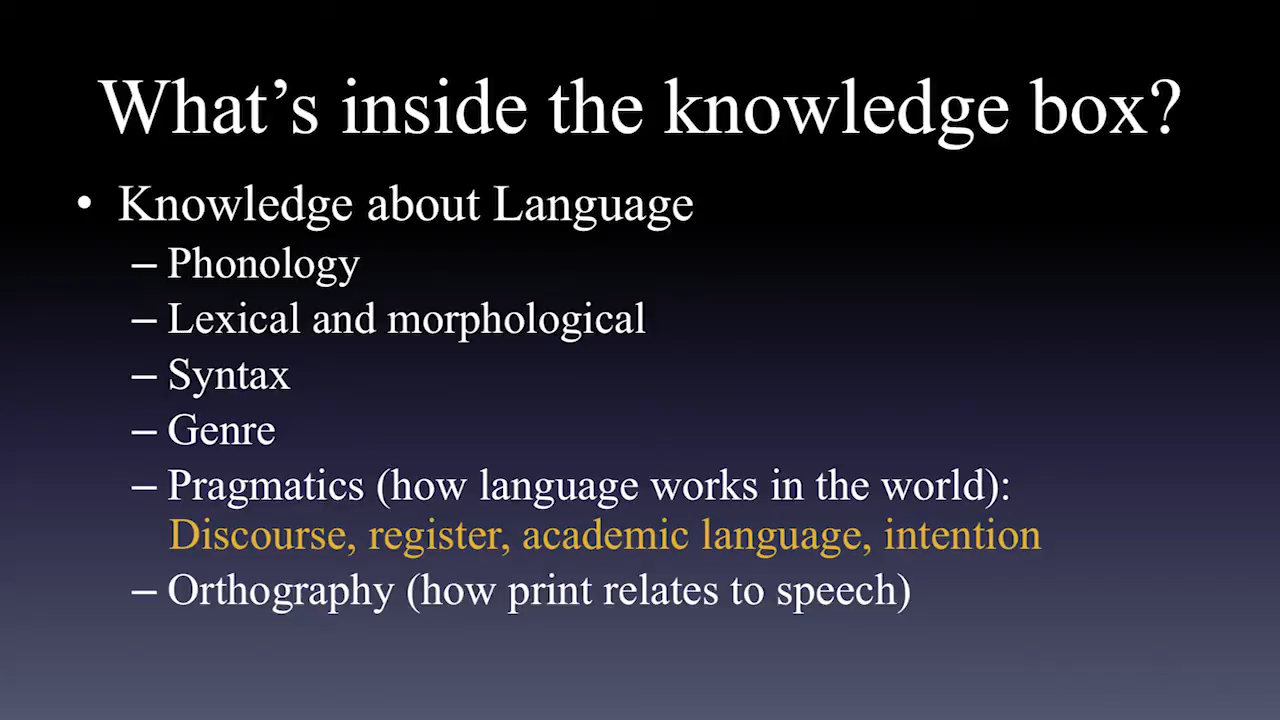 What’s inside the knowledge box?
• Knowledge about Language
– Phonology
– Lexical and morphological
– Syntax
– Genre
– Pragmatics (how language works in the world):
Discourse, register, academic language, intention
– Orthography (how print relates to speech)